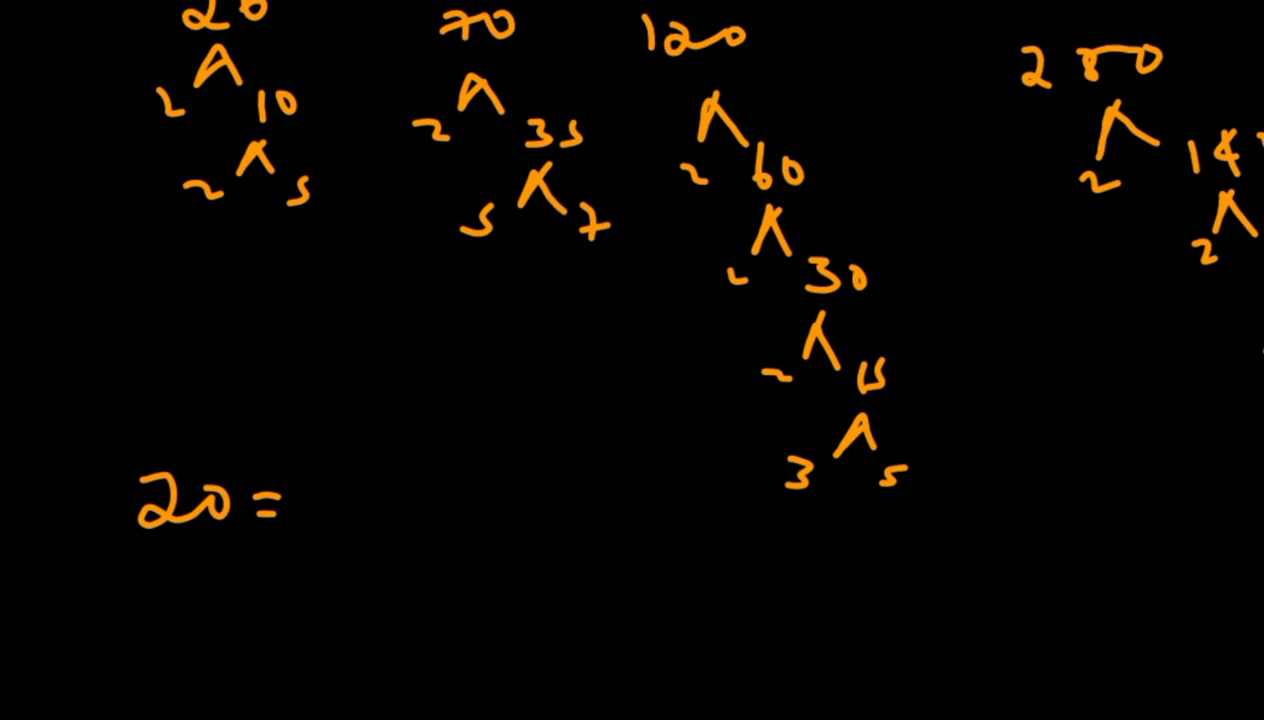 20 70 120 280
2 10 2 35 2 60 2 14
2 5 5 7 2 30 2
2 15
3 5
20 =